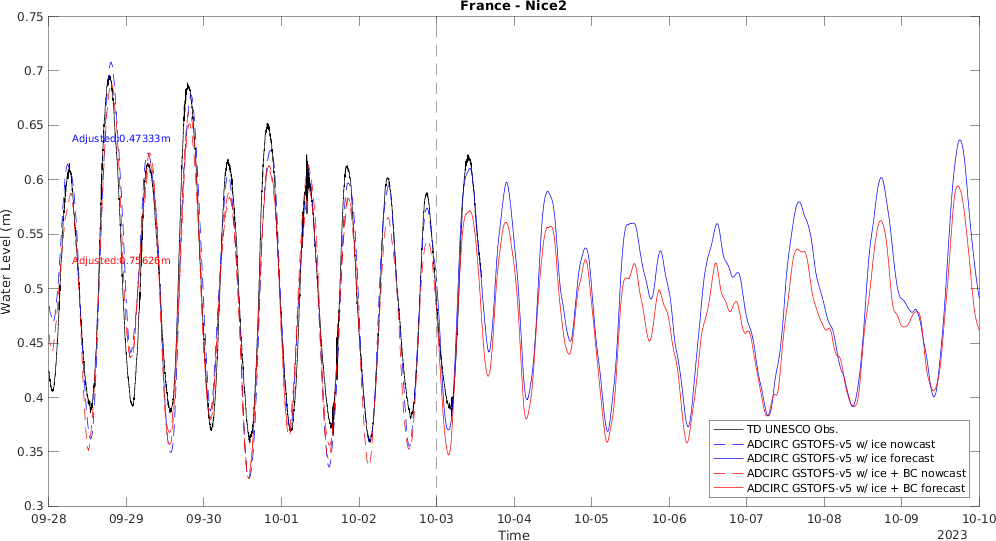 France - Nice2
Water Level (m)
0.75
0.7
0.65
0.6
0.55
0.5
0.45
0.4
0.35
0.3
Adjusted:0.47333m
Adjusted:0.75626m
TD UNESCO Obs.
ADCIRC GSTOFS-v5 w/ ice nowcast
ADCIRC GSTOFS-v5 w/ ice forecast
ADCIRC GSTOFS-v5 w/ ice + BC nowcast
ADCIRC GSTOFS-v5 w/ ice + BC forecast
09-28 09-29 09-30 10-01 10-02 10-03 10-04 10-05 10-06 10-07 10-08 10-09 10-10
Time
2023